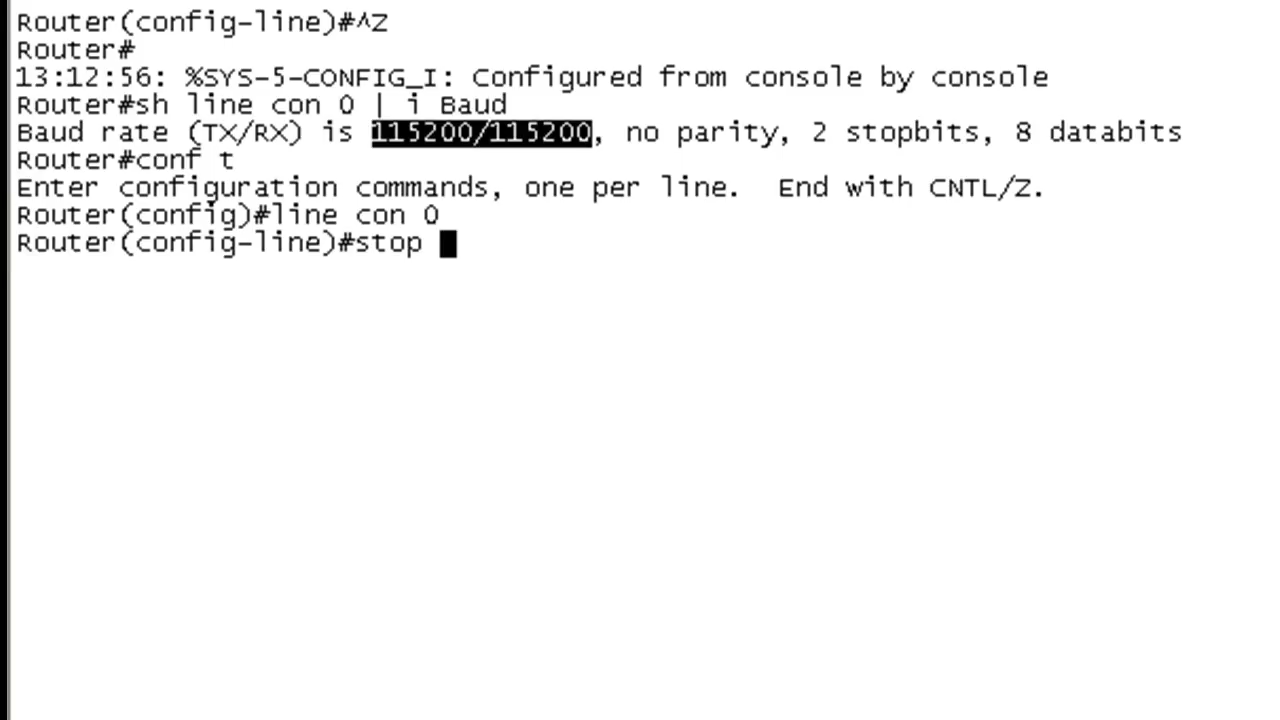 Router(config-line)#^Z
Router#
13:12:56: %SYS-5-CONFIG_I: Configured from console by console
Router#sh line con 0 | i Baud
Baud rate (TX/RX) is 115200/115200, no parity, 2 stopbits, 8 databits
Router#conf t
Enter configuration commands, one per line.  End with CNTL/Z.
Router(config)#line con 0
Router(config-line)#stop